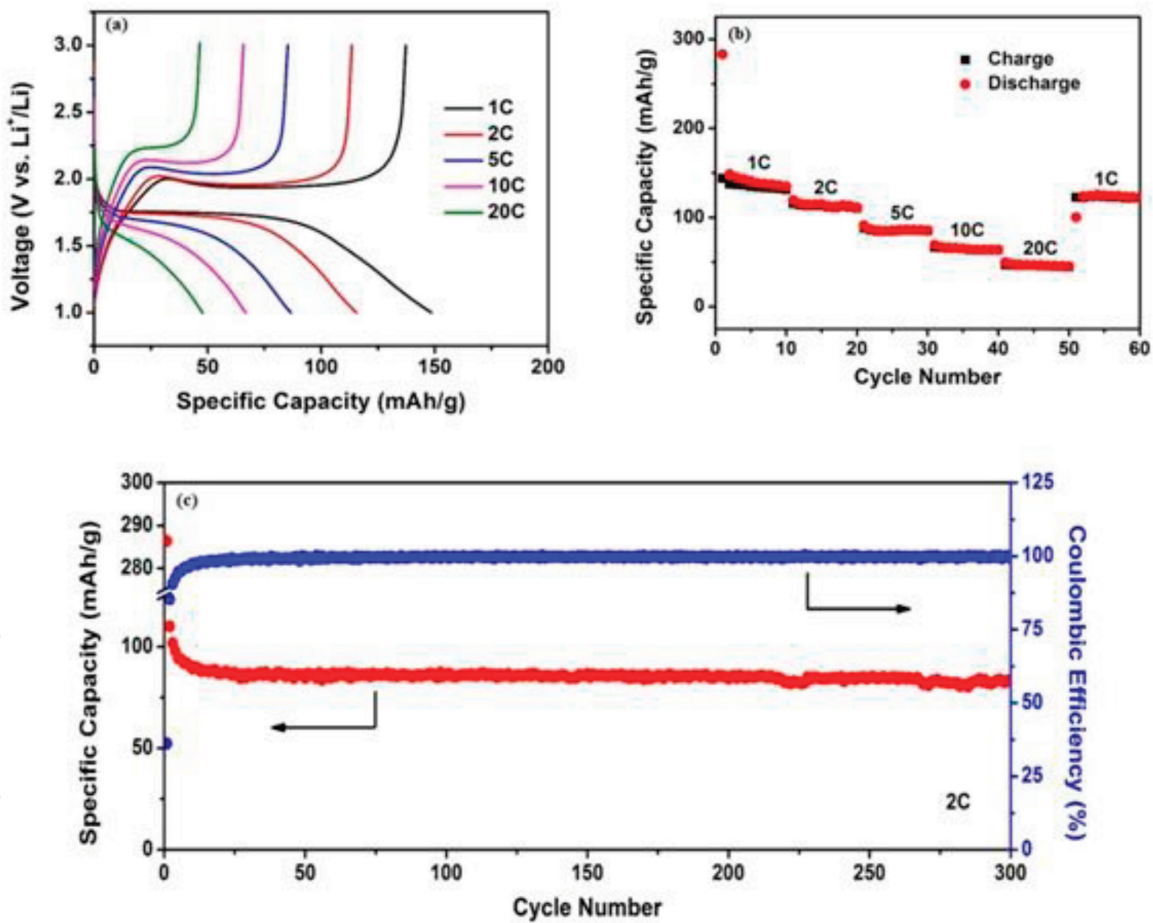 (a)
3.0
2.5
2.0
1.5
1.0
Voltage (V vs. Li⁺/Li)
1C
2C
5C
10C
20C
0 50 100 150 200
Specific Capacity (mAh/g)
(b)
300
200
100
0
Specific Capacity (mAh/g)
Charge
Discharge
1C
2C
5C
10C
20C
1C
0 10 20 30 40 50 60
Cycle Number
(c)
300
290
280
100
50
0
Specific Capacity (mAh/g)
125
100
75
50
25
0
Coulombic Efficiency (%)
2C
0 50 100 150 200 250 300
Cycle Number